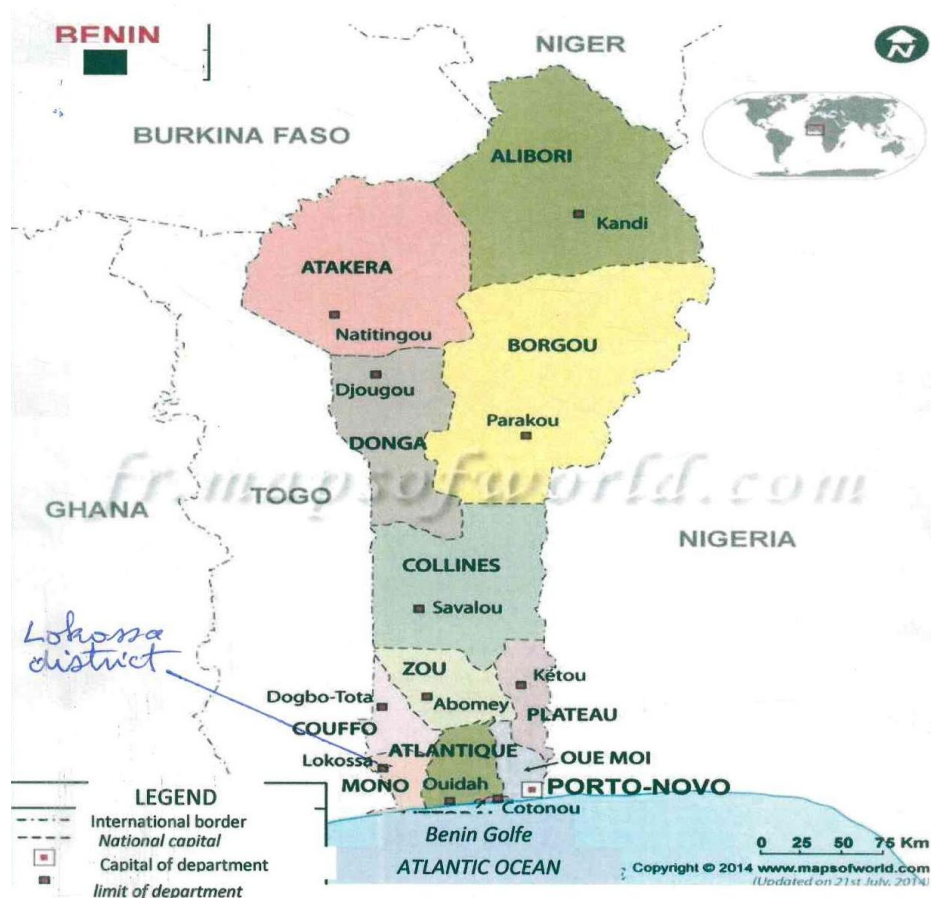 BENIN
NIGER
N
BURKINA FASO
ALIBORI
Kandi
ATAKERA
Natitingou
BORGOU
Djougou
Parakou
DONGA
fr.mapsofworld.com
GHANA
TOGO
NIGERIA
COLLINES
Savalou
Lokossa
district
ZOU
Kétou
Dogbo-Tota
Abomey
PLATEAU
COUFFO
ATLANTIQUE
OUE MOI
Lokossa
MONO
Ouidah
PORTO-NOVO
Cotonou
LEGEND
International border
National capital
Capital of department
limit of department
Benin Golfe
ATLANTIC OCEAN
0 25 50 75 Km
Copyright © 2014 www.mapsofworld.com
(Updated on 21st July, 2014)